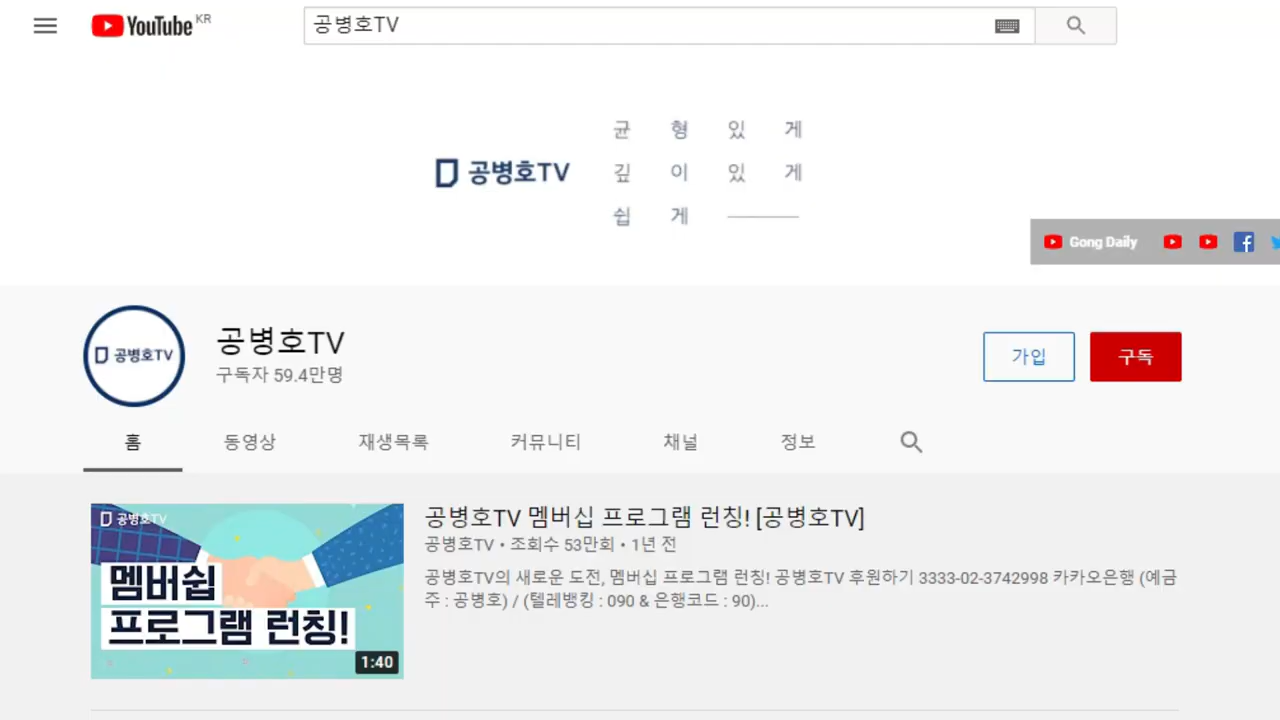 YouTube KR
공병호TV
균 형 있 게
공병호TV
깊 이 있 게
쉽 게
Gong Daily
공병호TV
공병호TV
구독자 59.4만명
가입
구독
홈
동영상
재생목록
커뮤니티
채널
정보
공병호TV
멤버쉽
프로그램 런칭!
1:40
공병호TV 멤버십 프로그램 런칭! [공병호TV]
공병호TV • 조회수 53만회 • 1년 전
공병호TV의 새로운 도전, 멤버십 프로그램 런칭! 공병호TV 후원하기 3333-02-3742998 카카오은행 (예금
주 : 공병호) / (텔레뱅킹 : 090 & 은행코드 : 90)...